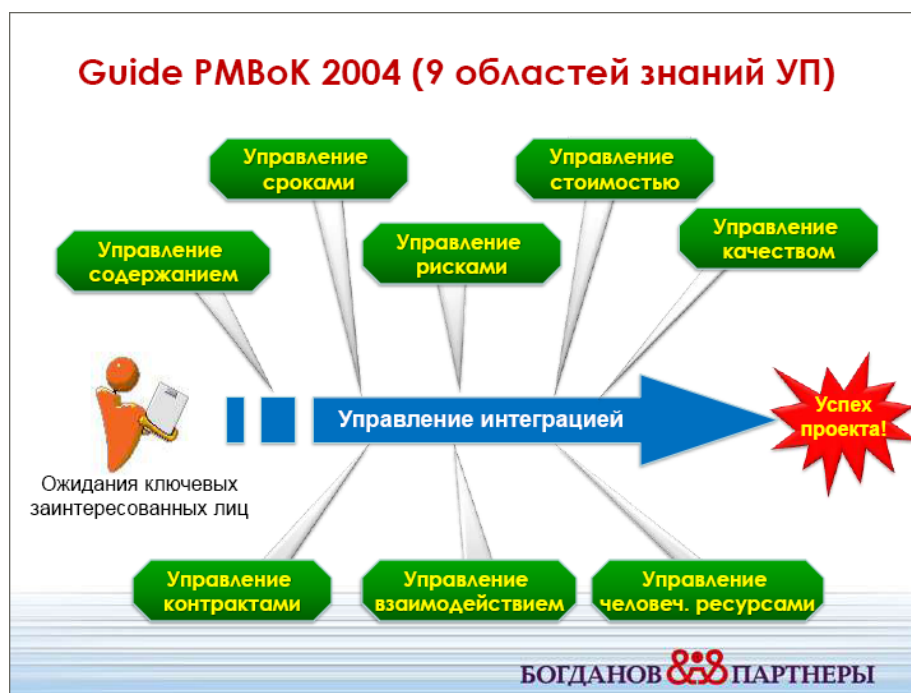 Guide PMBoK 2004 (9 областей знаний УП)
Управление
сроками
Управление
стоимостью
Управление
содержанием
Управление
рисками
Управление
качеством
Управление интеграцией
Успех
проекта!
Ожидания ключевых
заинтересованных лиц
Управление
контрактами
Управление
взаимодействием
Управление
человеч. ресурсами
БОГДАНОВ ПАРТНЕРЫ